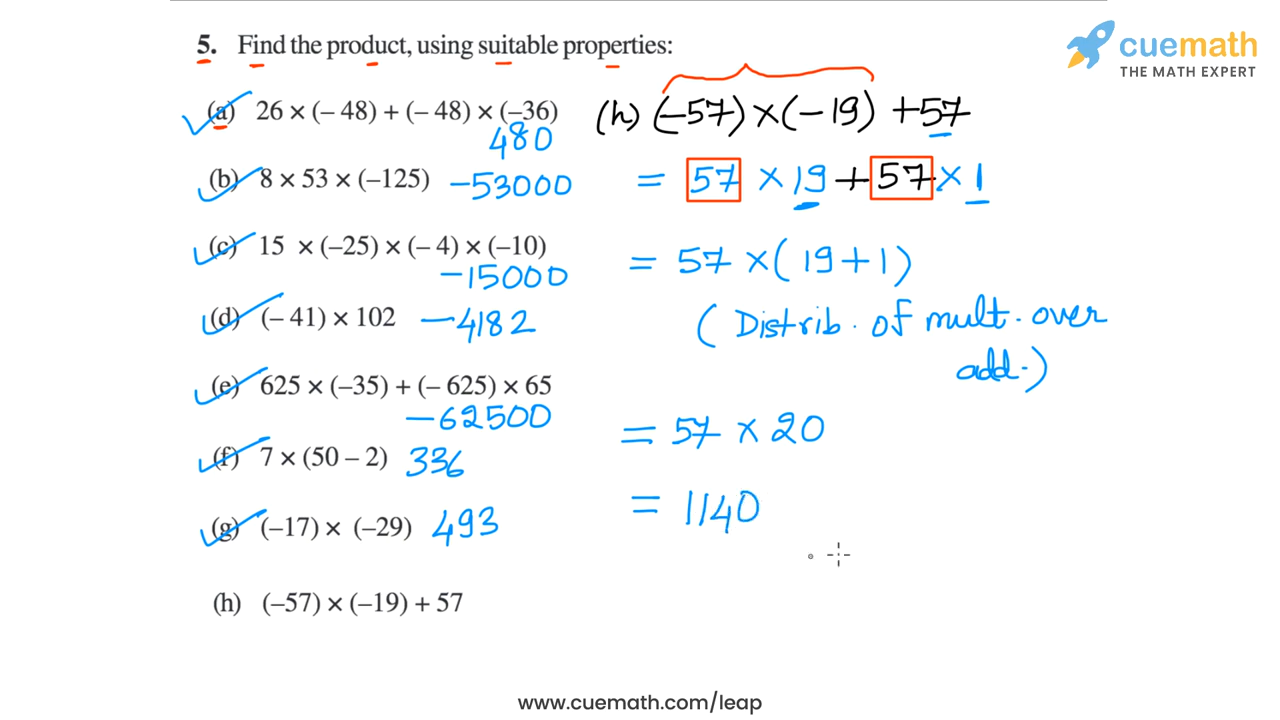 5. Find the product, using suitable properties:
(a) 26 × (– 48) + (– 48) × (–36)
480
(b) 8 × 53 × (–125) –53000
(c) 15 × (–25) × (– 4) × (–10)
–15000
(d) (– 41) × 102 –4182
(e) 625 × (–35) + (– 625) × 65
–62500
(f) 7 × (50 – 2) 336
(g) (–17) × (–29) 493
(h) (–57) × (–19) + 57
cuemath
THE MATH EXPERT
(h) (–57) × (–19) + 57
= 57 × 19 + 57 × 1
= 57 × (19 + 1)
(Distrib. of mult. over
add.)
= 57 × 20
= 1140
www.cuemath.com/leap